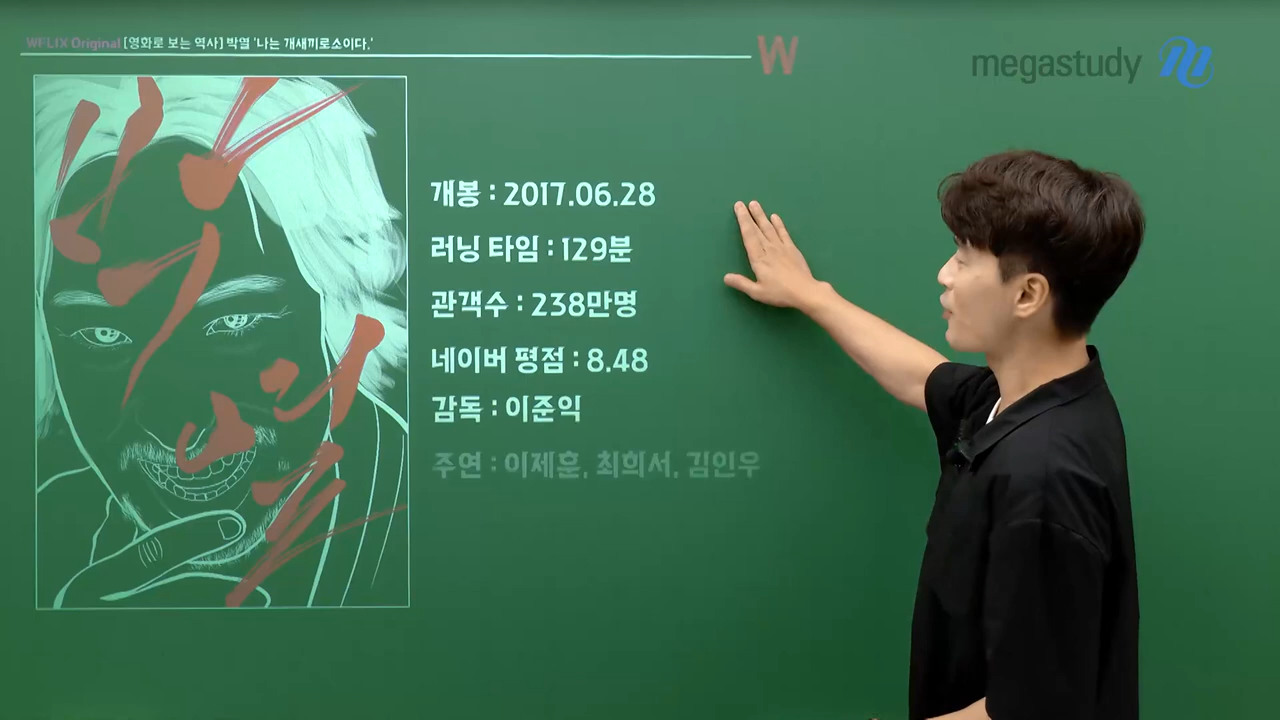 WFLIX Original [영화로 보는 역사] 박열 '나는 개새끼로소이다.'
W
megastudy
박열
개봉 : 2017.06.28
러닝 타임 : 129분
관객수 : 238만명
네이버 평점 : 8.48
감독 : 이준익
주연 : 이제훈, 최희서, 김인우